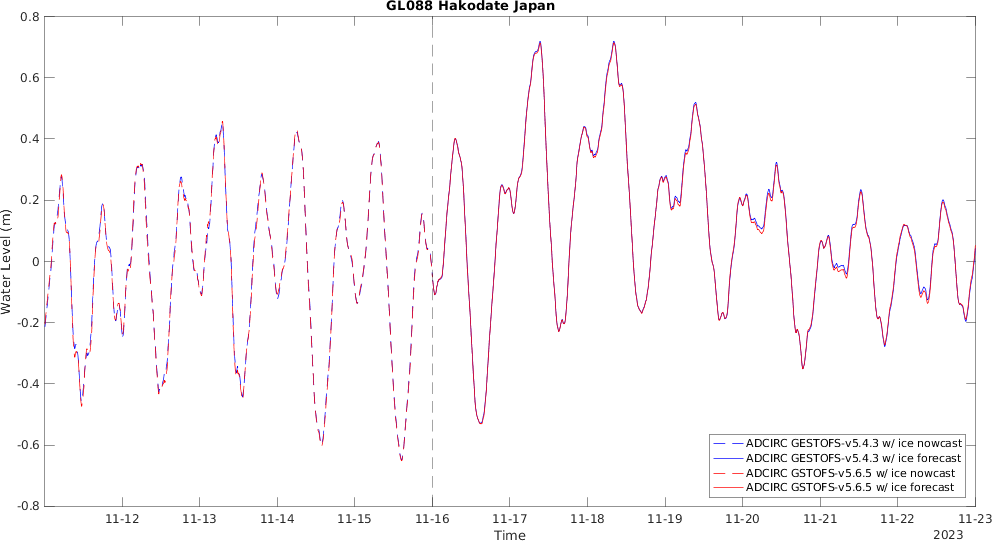 GL088 Hakodate Japan
0.8
0.6
0.4
0.2
0
-0.2
-0.4
-0.6
-0.8
Water Level (m)
11-12 11-13 11-14 11-15 11-16 11-17 11-18 11-19 11-20 11-21 11-22 11-23
Time
2023
ADCIRC GESTOFS-v5.4.3 w/ ice nowcast
ADCIRC GESTOFS-v5.4.3 w/ ice forecast
ADCIRC GSTOFS-v5.6.5 w/ ice nowcast
ADCIRC GSTOFS-v5.6.5 w/ ice forecast